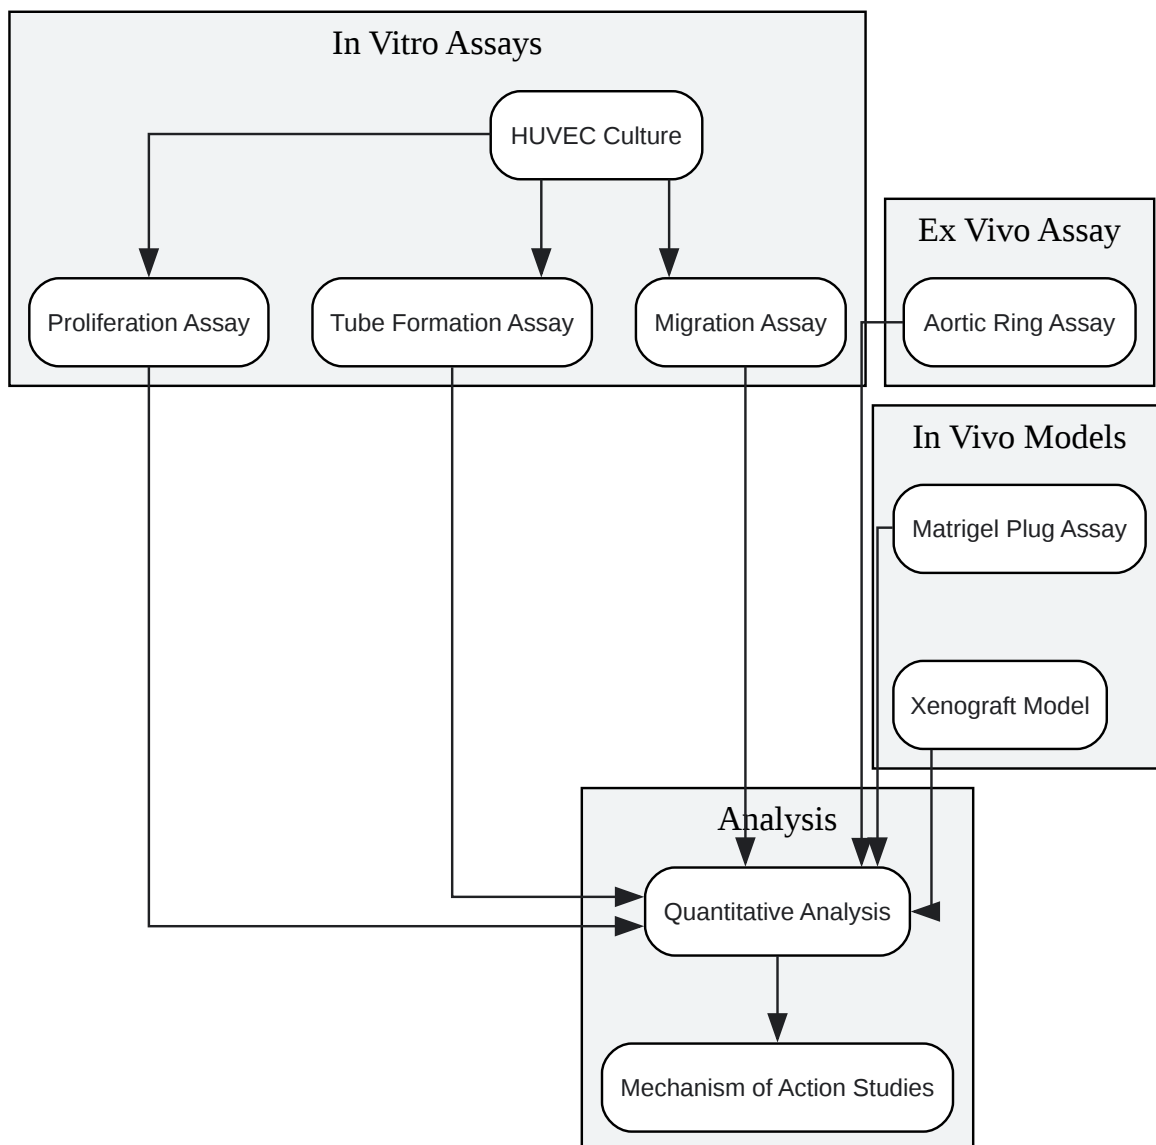 In Vitro Assays
HUVEC Culture
Proliferation Assay
Tube Formation Assay
Migration Assay
Ex Vivo Assay
Aortic Ring Assay
In Vivo Models
Matrigel Plug Assay
Xenograft Model
Analysis
Quantitative Analysis
Mechanism of Action Studies